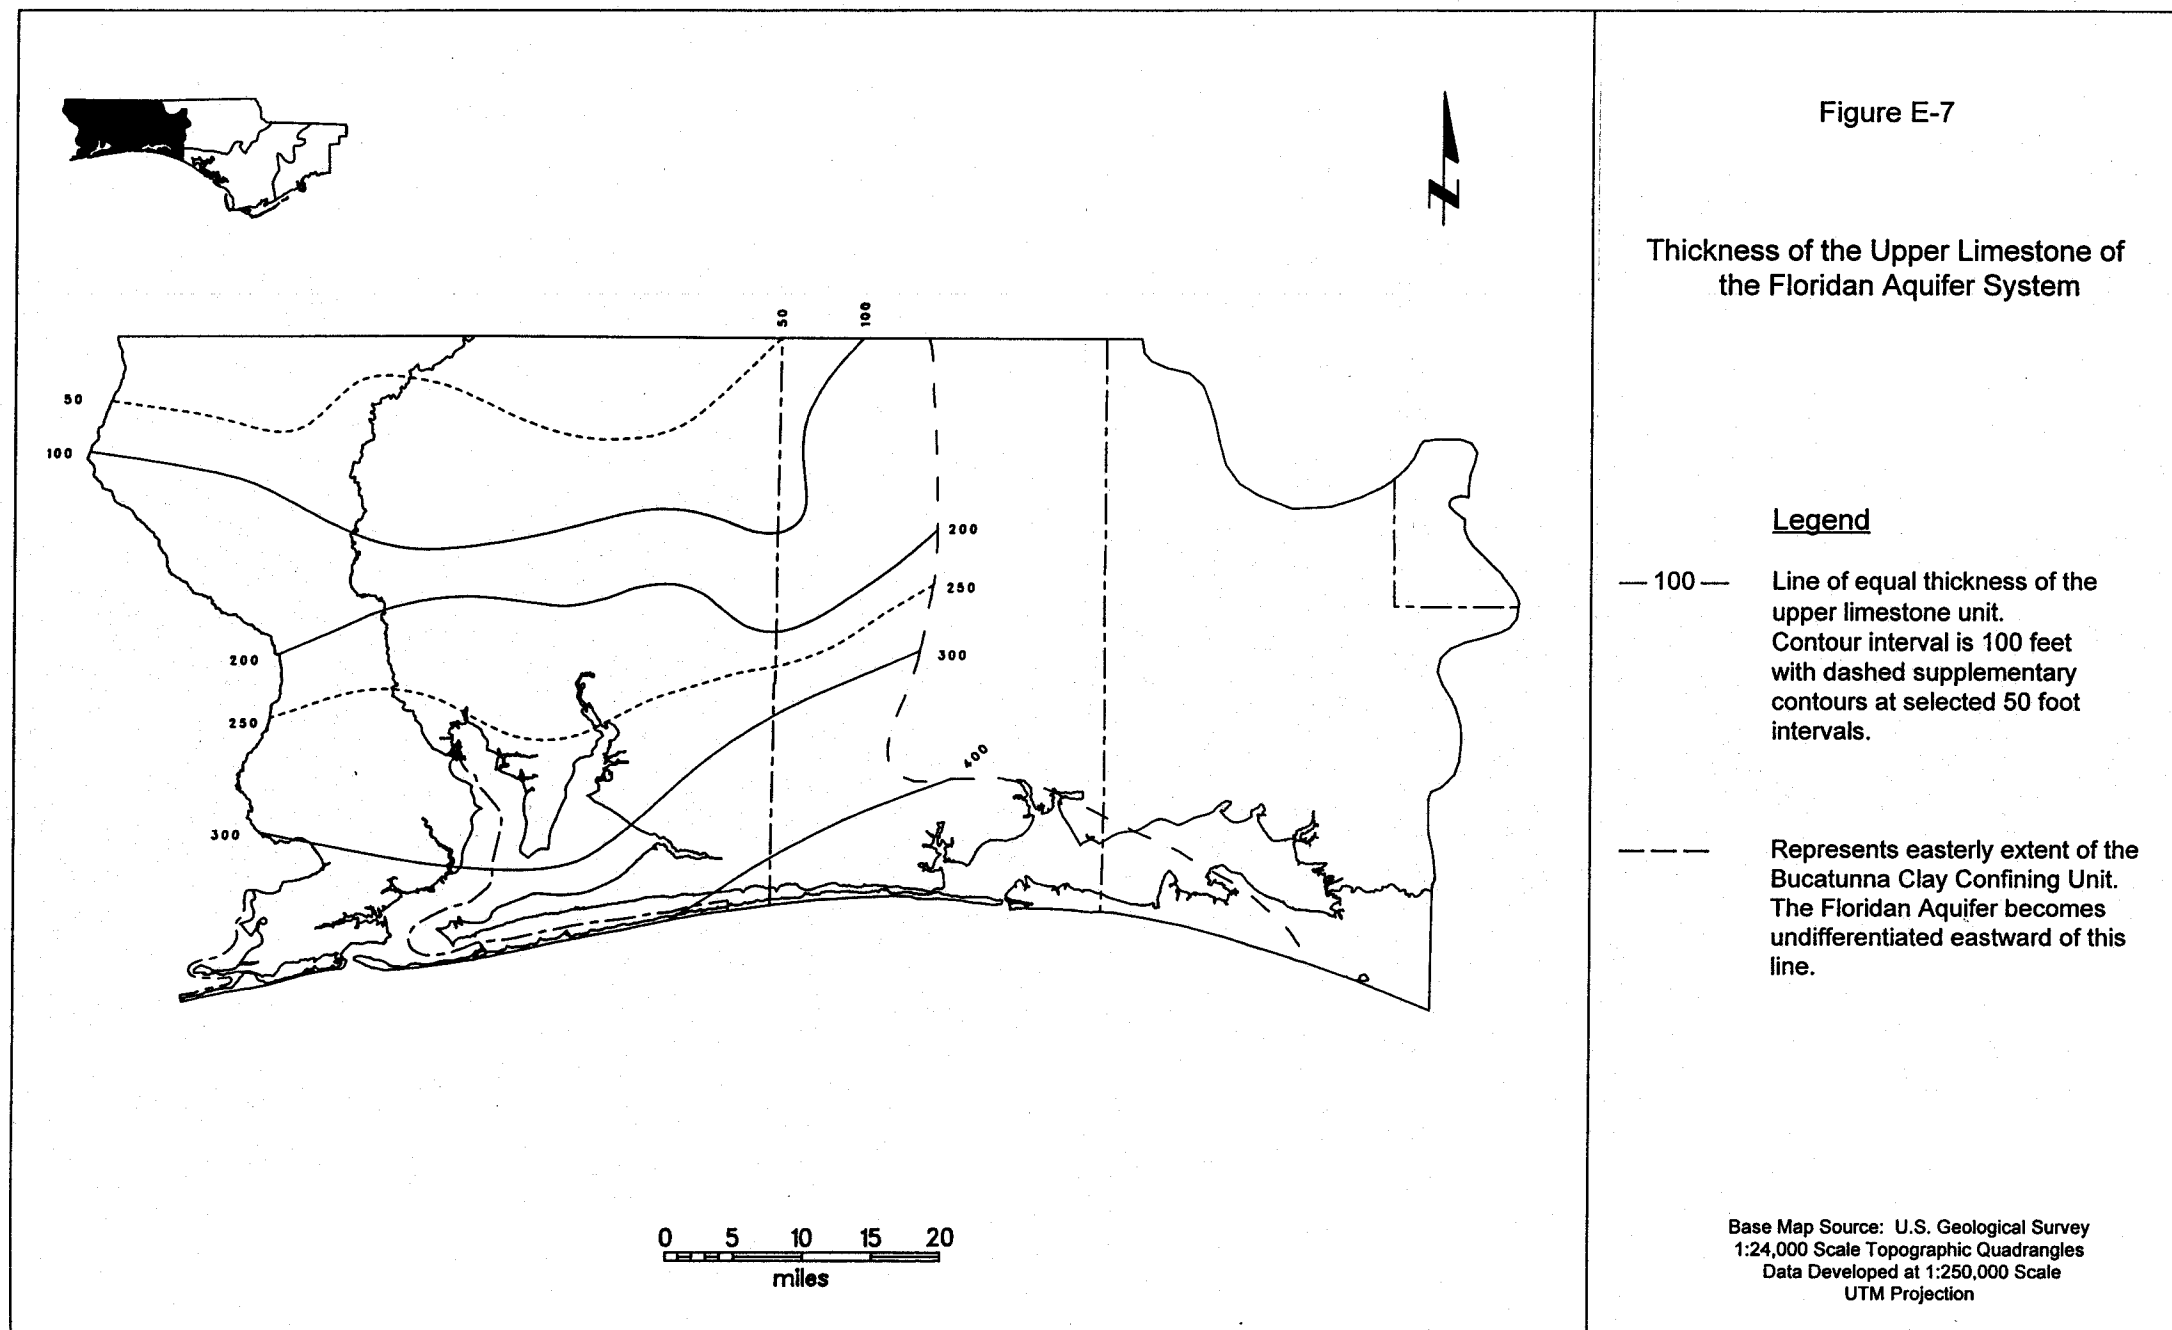 Figure E-7
Thickness of the Upper Limestone of
the Floridan Aquifer System
50
100
50
100
200
250
300
200
250
300
400
Legend
100
Line of equal thickness of the
upper limestone unit.
Contour interval is 100 feet
with dashed supplementary
contours at selected 50 foot
intervals.
Represents easterly extent of the
Bucatunna Clay Confining Unit.
The Floridan Aquifer becomes
undifferentiated eastward of this
line.
0 5 10 15 20
miles
Base Map Source: U.S. Geological Survey
1:24,000 Scale Topographic Quadrangles
Data Developed at 1:250,000 Scale
UTM Projection